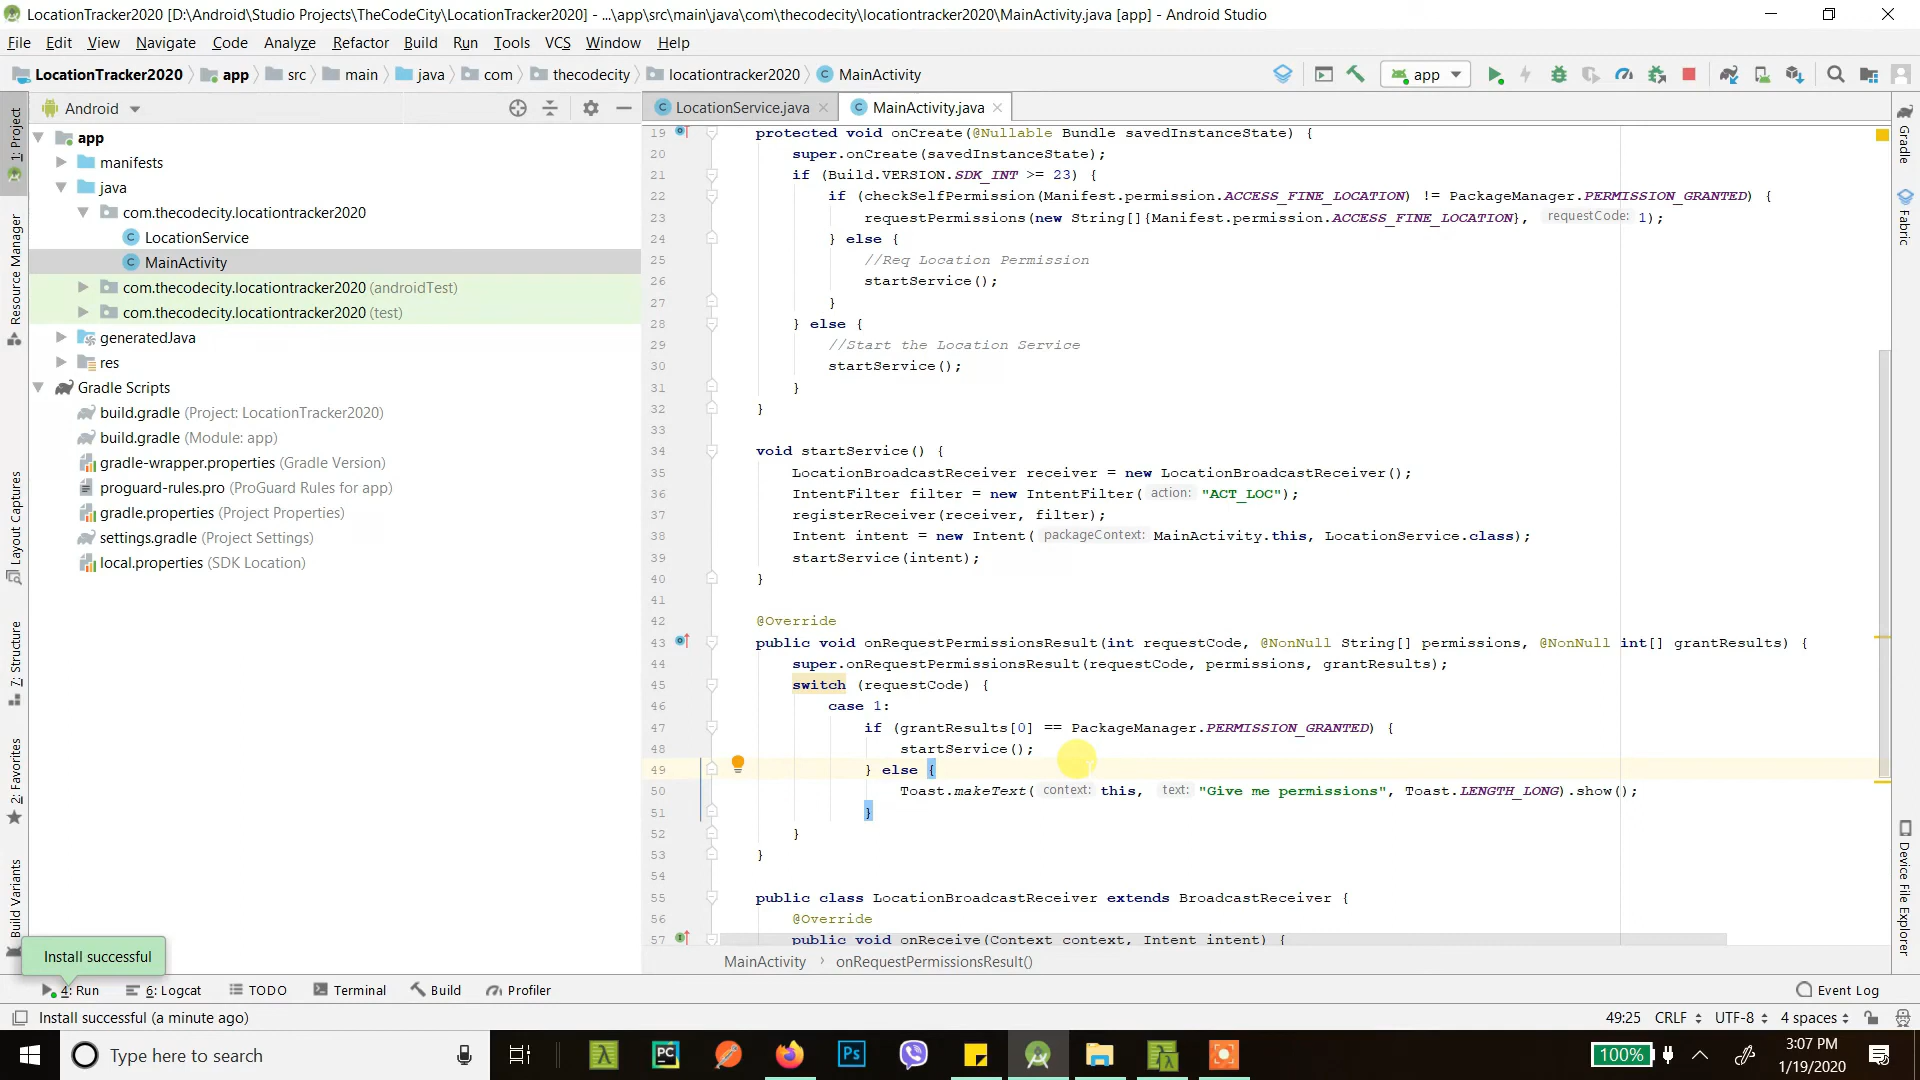 LocationTracker2020 [D:\Android\Studio Projects\TheCodeCity\LocationTracker2020] - ...\app\src\main\java\com\thecodecity\locationtracker2020\MainActivity.java [app] - Android Studio
File Edit View Navigate Code Analyze Refactor Build Run Tools VCS Window Help
LocationTracker2020 app src main java com thecodecity locationtracker2020 MainActivity app
Android
LocationService.java MainActivity.java
1: Project
Resource Manager
Layout Captures
7: Structure
2: Favorites
Build Variants
app
manifests
java
com.thecodecity.locationtracker2020
LocationService
MainActivity
com.thecodecity.locationtracker2020 (androidTest)
com.thecodecity.locationtracker2020 (test)
generatedJava
res
Gradle Scripts
build.gradle (Project: LocationTracker2020)
build.gradle (Module: app)
gradle-wrapper.properties (Gradle Version)
proguard-rules.pro (ProGuard Rules for app)
gradle.properties (Project Properties)
settings.gradle (Project Settings)
local.properties (SDK Location)
19 protected void onCreate(@Nullable Bundle savedInstanceState) {
20 super.onCreate(savedInstanceState);
21 if (Build.VERSION.SDK_INT >= 23) {
22 if (checkSelfPermission(Manifest.permission.ACCESS_FINE_LOCATION) != PackageManager.PERMISSION_GRANTED) {
23 requestPermissions(new String[]{Manifest.permission.ACCESS_FINE_LOCATION}, requestCode: 1);
24 } else {
25 //Req Location Permission
26 startService();
27 }
28 } else {
29 //Start the Location Service
30 startService();
31 }
32 }
33
34 void startService() {
35 LocationBroadcastReceiver receiver = new LocationBroadcastReceiver();
36 IntentFilter filter = new IntentFilter( action: "ACT_LOC");
37 registerReceiver(receiver, filter);
38 Intent intent = new Intent( packageContext: MainActivity.this, LocationService.class);
39 startService(intent);
40 }
41
42 @Override
43 public void onRequestPermissionsResult(int requestCode, @NonNull String[] permissions, @NonNull int[] grantResults) {
44 super.onRequestPermissionsResult(requestCode, permissions, grantResults);
45 switch (requestCode) {
46 case 1:
47 if (grantResults[0] == PackageManager.PERMISSION_GRANTED) {
48 startService();
49 } else {
50 Toast.makeText( context: this, text: "Give me permissions", Toast.LENGTH_LONG).show();
51 }
52 }
53 }
54
55 public class LocationBroadcastReceiver extends BroadcastReceiver {
56 @Override
57 public void onReceive(Context context, Intent intent) {
MainActivity › onRequestPermissionsResult()
Gradle
Fabric
Device File Explorer
Install successful
4: Run 6: Logcat TODO Terminal Build Profiler Event Log
Install successful (a minute ago) 49:25 CRLF UTF-8 4 spaces
Type here to search
PC Ps
100% 3:07 PM
1/19/2020